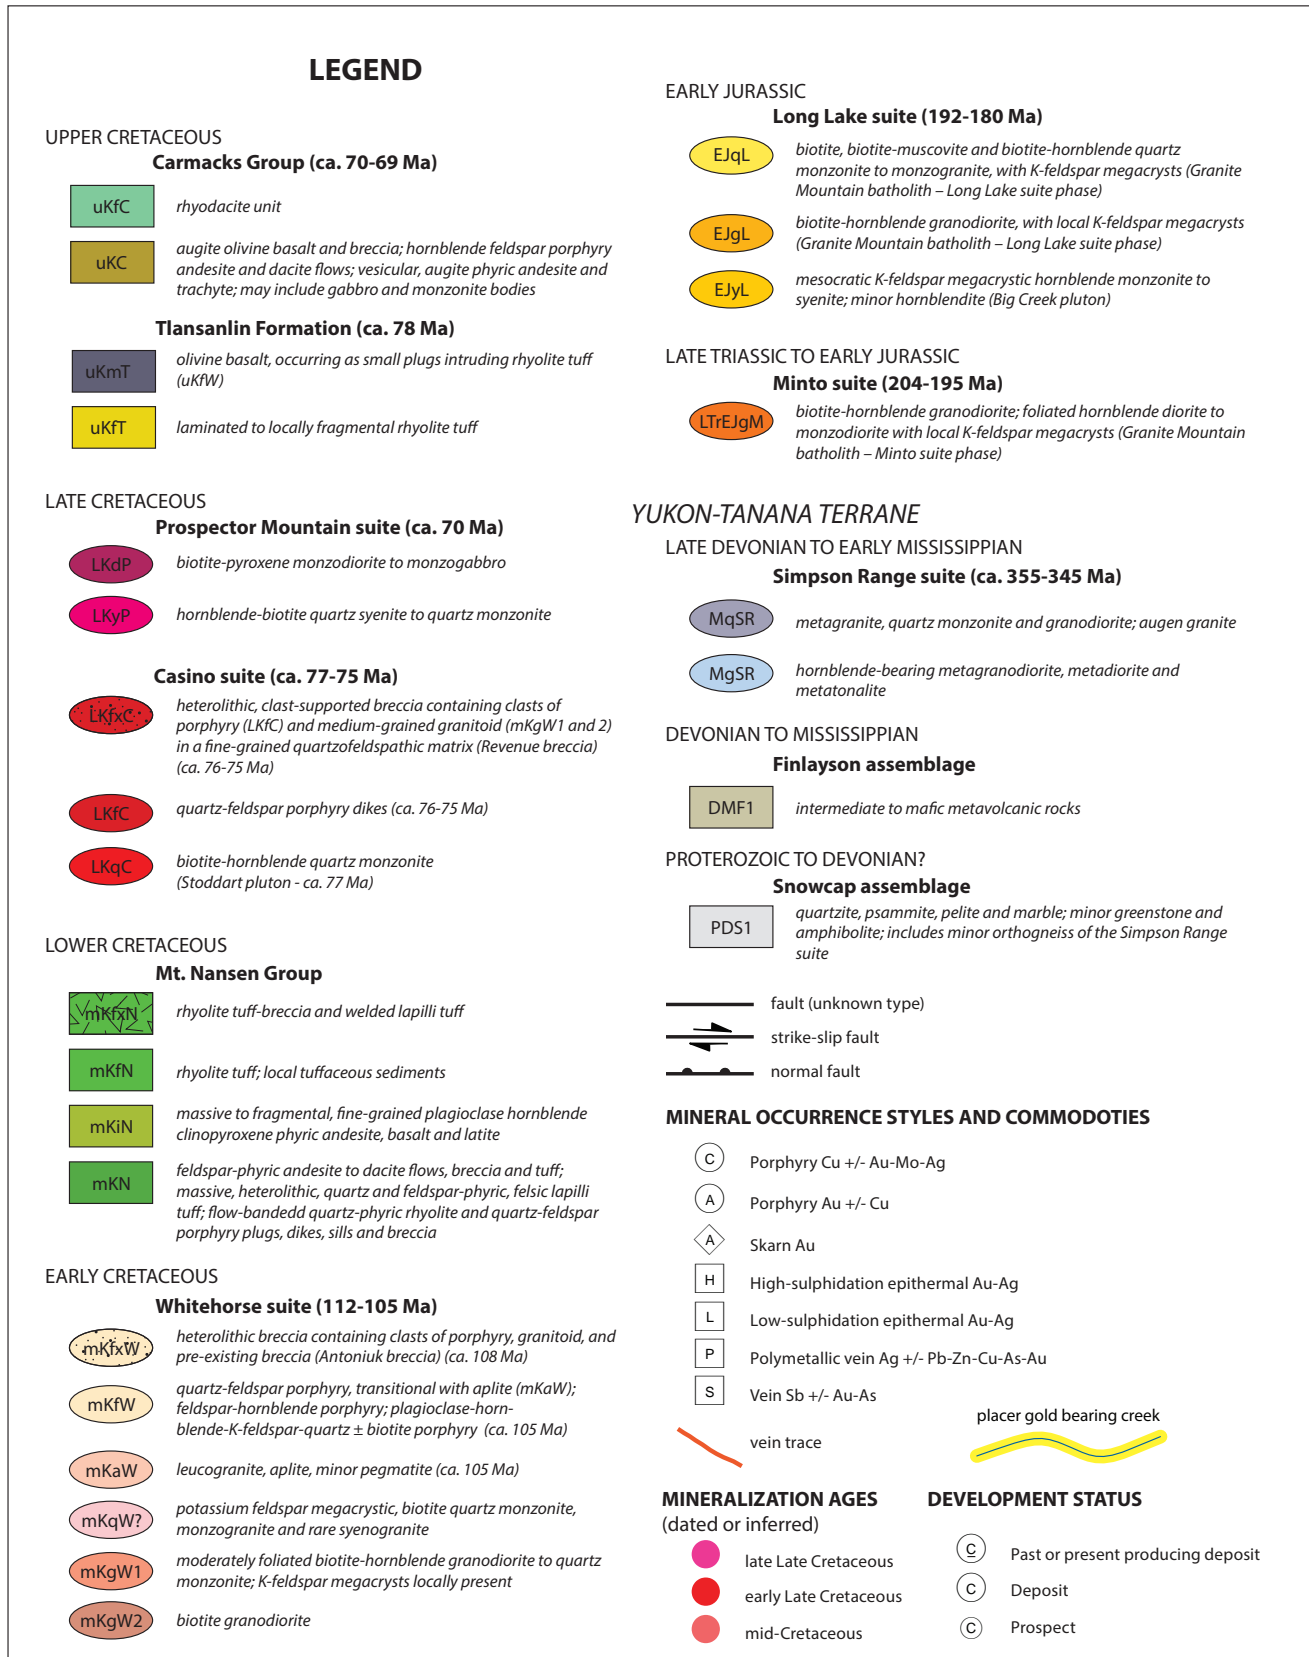 LEGEND
UPPER CRETACEOUS
Carmacks Group (ca. 70-69 Ma)
uKfC
rhyodacite unit
uKC
augite olivine basalt and breccia; hornblende feldspar porphyry
andesite and dacite flows; vesicular, augite phyric andesite and
trachyte; may include gabbro and monzonite bodies
Tlansanlin Formation (ca. 78 Ma)
uKmT
olivine basalt, occurring as small plugs intruding rhyolite tuff
(uKfW)
uKfT
laminated to locally fragmental rhyolite tuff
LATE CRETACEOUS
Prospector Mountain suite (ca. 70 Ma)
LKdP
biotite-pyroxene monzodiorite to monzogabbro
LKyP
hornblende-biotite quartz syenite to quartz monzonite
Casino suite (ca. 77-75 Ma)
LKfxC
heterolithic, clast-supported breccia containing clasts of
porphyry (LKfC) and medium-grained granitoid (mKgW1 and 2)
in a fine-grained quartzofeldspathic matrix (Revenue breccia)
(ca. 76-75 Ma)
LKfC
quartz-feldspar porphyry dikes (ca. 76-75 Ma)
LKqC
biotite-hornblende quartz monzonite
(Stoddart pluton - ca. 77 Ma)
LOWER CRETACEOUS
Mt. Nansen Group
mKfxN
rhyolite tuff-breccia and welded lapilli tuff
mKfN
rhyolite tuff; local tuffaceous sediments
mKiN
massive to fragmental, fine-grained plagioclase hornblende
clinopyroxene phyric andesite, basalt and latite
mKN
feldspar-phyric andesite to dacite flows, breccia and tuff;
massive, heterolithic, quartz and feldspar-phyric, felsic lapilli
tuff; flow-bandedd quartz-phyric rhyolite and quartz-feldspar
porphyry plugs, dikes, sills and breccia
EARLY CRETACEOUS
Whitehorse suite (112-105 Ma)
mKfxW
heterolithic breccia containing clasts of porphyry, granitoid, and
pre-existing breccia (Antoniuk breccia) (ca. 108 Ma)
mKfW
quartz-feldspar porphyry, transitional with aplite (mKaW);
feldspar-hornblende porphyry; plagioclase-horn-
blende-K-feldspar-quartz ± biotite porphyry (ca. 105 Ma)
mKaW
leucogranite, aplite, minor pegmatite (ca. 105 Ma)
mKqW?
potassium feldspar megacrystic, biotite quartz monzonite,
monzogranite and rare syenogranite
mKgW1
moderately foliated biotite-hornblende granodiorite to quartz
monzonite; K-feldspar megacrysts locally present
mKgW2
biotite granodiorite
EARLY JURASSIC
Long Lake suite (192-180 Ma)
EJqL
biotite, biotite-muscovite and biotite-hornblende quartz
monzonite to monzogranite, with K-feldspar megacrysts (Granite
Mountain batholith – Long Lake suite phase)
EJgL
biotite-hornblende granodiorite, with local K-feldspar megacrysts
(Granite Mountain batholith – Long Lake suite phase)
EJyL
mesocratic K-feldspar megacrystic hornblende monzonite to
syenite; minor hornblendite (Big Creek pluton)
LATE TRIASSIC TO EARLY JURASSIC
Minto suite (204-195 Ma)
LTrEJgM
biotite-hornblende granodiorite; foliated hornblende diorite to
monzodiorite with local K-feldspar megacrysts (Granite Mountain
batholith – Minto suite phase)
YUKON-TANANA TERRANE
LATE DEVONIAN TO EARLY MISSISSIPPIAN
Simpson Range suite (ca. 355-345 Ma)
MqSR
metagranite, quartz monzonite and granodiorite; augen granite
MgSR
hornblende-bearing metagranodiorite, metadiorite and
metatonalite
DEVONIAN TO MISSISSIPPIAN
Finlayson assemblage
DMF1
intermediate to mafic metavolcanic rocks
PROTEROZOIC TO DEVONIAN?
Snowcap assemblage
PDS1
quartzite, psammite, pelite and marble; minor greenstone and
amphibolite; includes minor orthogneiss of the Simpson Range
suite
fault (unknown type)
strike-slip fault
normal fault
MINERAL OCCURRENCE STYLES AND COMMODOTIES
C Porphyry Cu +/- Au-Mo-Ag
A Porphyry Au +/- Cu
A Skarn Au
H High-sulphidation epithermal Au-Ag
L Low-sulphidation epithermal Au-Ag
P Polymetallic vein Ag +/- Pb-Zn-Cu-As-Au
S Vein Sb +/- Au-As
vein trace
placer gold bearing creek
MINERALIZATION AGES
(dated or inferred)
late Late Cretaceous
early Late Cretaceous
mid-Cretaceous
DEVELOPMENT STATUS
C Past or present producing deposit
C Deposit
C Prospect